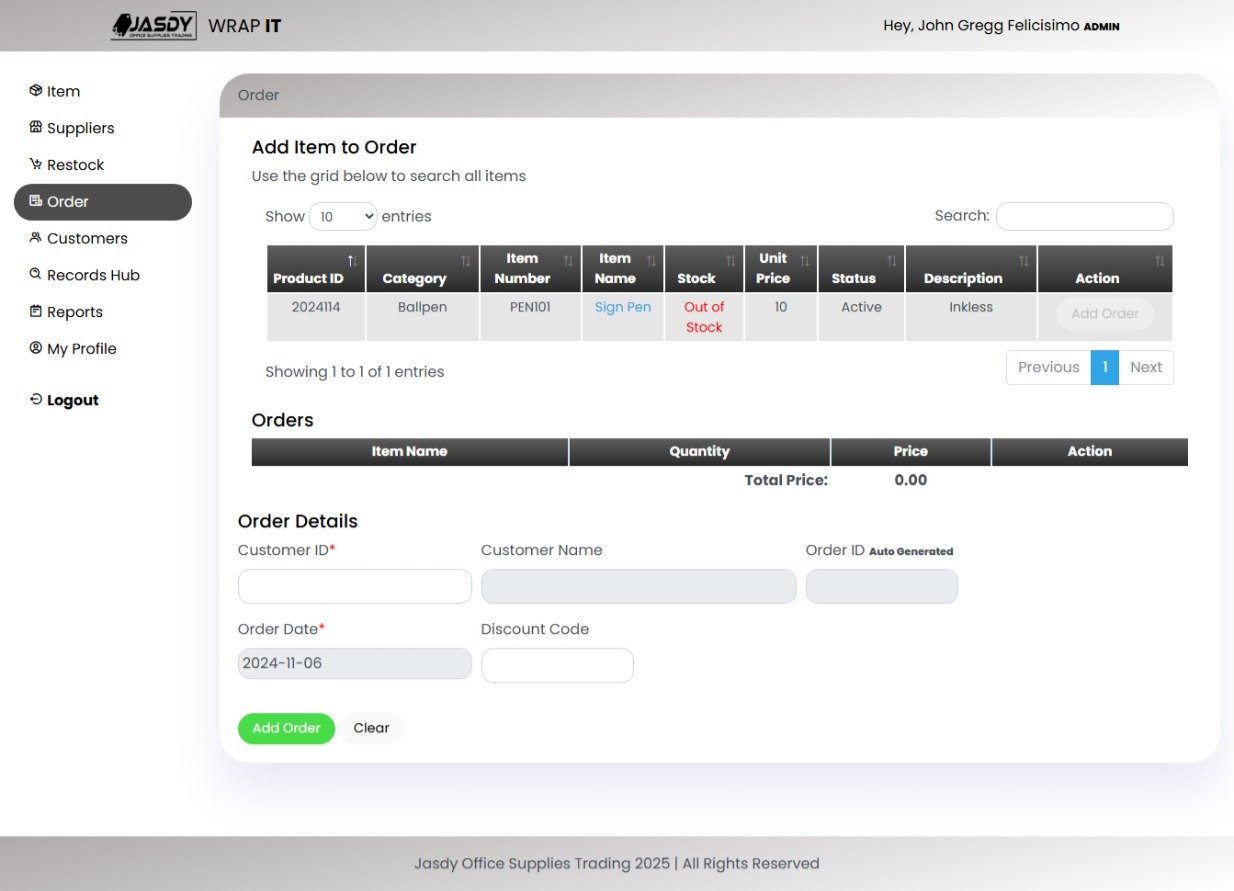 JASDY
OFFICE SUPPLIES TRADING
WRAP IT
Hey, John Gregg Felicisimo ADMIN
Item
Suppliers
Restock
Order
Customers
Records Hub
Reports
My Profile
Logout
Order
Add Item to Order
Use the grid below to search all items
Show 10 entries
Search:
Product ID Category Item Number Item Name Stock Unit Price Status Description Action
2024114 Ballpen PEN101 Sign Pen Out of Stock 10 Active Inkless Add Order
Showing 1 to 1 of 1 entries
Previous 1 Next
Orders
Item Name Quantity Price Action
Total Price: 0.00
Order Details
Customer ID* Customer Name Order ID Auto Generated
Order Date* Discount Code
2024-11-06
Add Order Clear
Jasdy Office Supplies Trading 2025 | All Rights Reserved